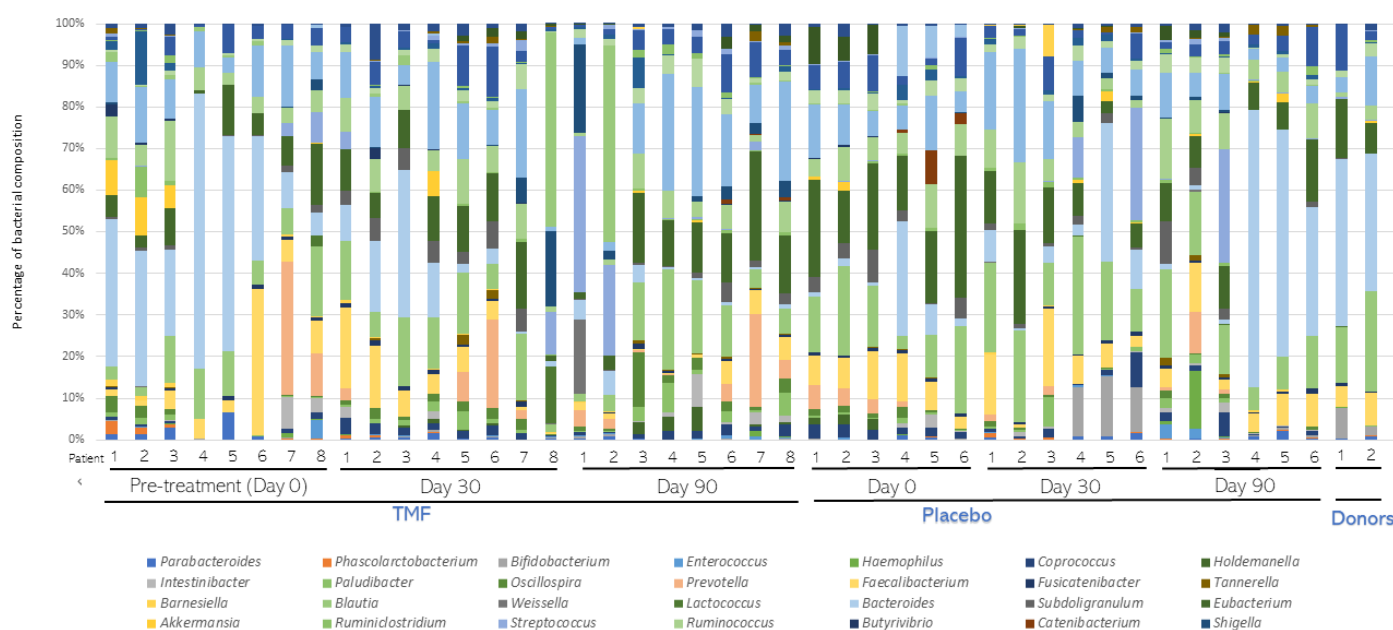 Percentage of bacterial composition
100%
90%
80%
70%
60%
50%
40%
30%
20%
10%
0%
Patient 1 2 3 4 5 6 7 8 1 2 3 4 5 6 7 8 1 2 3 4 5 6 7 8 1 2 3 4 5 6 1 2 3 4 5 6 1 2 3 4 5 6 1 2
‹
Pre-treatment (Day 0) Day 30 Day 90 Day 0 Day 30 Day 90
TMF Placebo Donors
Parabacteroides Phascolarctobacterium Bifidobacterium Enterococcus Haemophilus Coprococcus Holdemanella
Intestinibacter Paludibacter Oscillospira Prevotella Faecalibacterium Fusicatenibacter Tannerella
Barnesiella Blautia Weissella Lactococcus Bacteroides Subdoligranulum Eubacterium
Akkermansia Ruminiclostridium Streptococcus Ruminococcus Butyrivibrio Catenibacterium Shigella